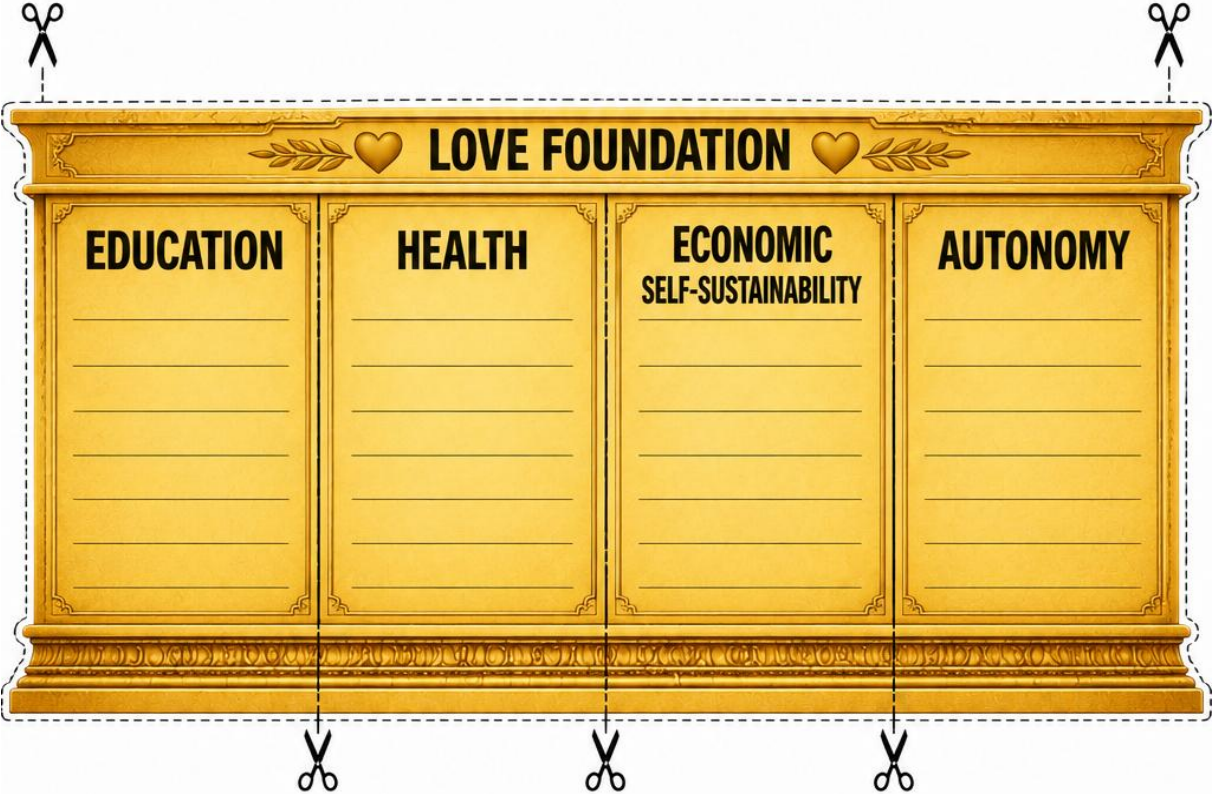 LOVE FOUNDATION
EDUCATION
HEALTH
ECONOMIC
SELF-SUSTAINABILITY
AUTONOMY